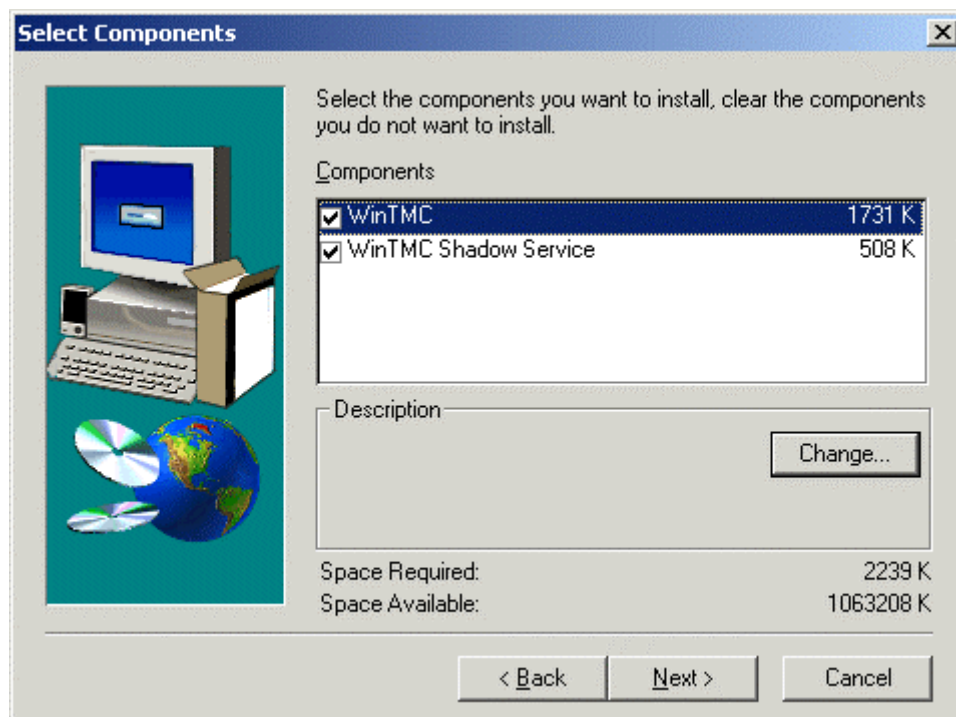 Select Components
Select the components you want to install, clear the components
you do not want to install.
Components
WinTMC 1731 K
WinTMC Shadow Service 508 K
Description
Change...
Space Required: 2239 K
Space Available: 1063208 K
< Back Next > Cancel